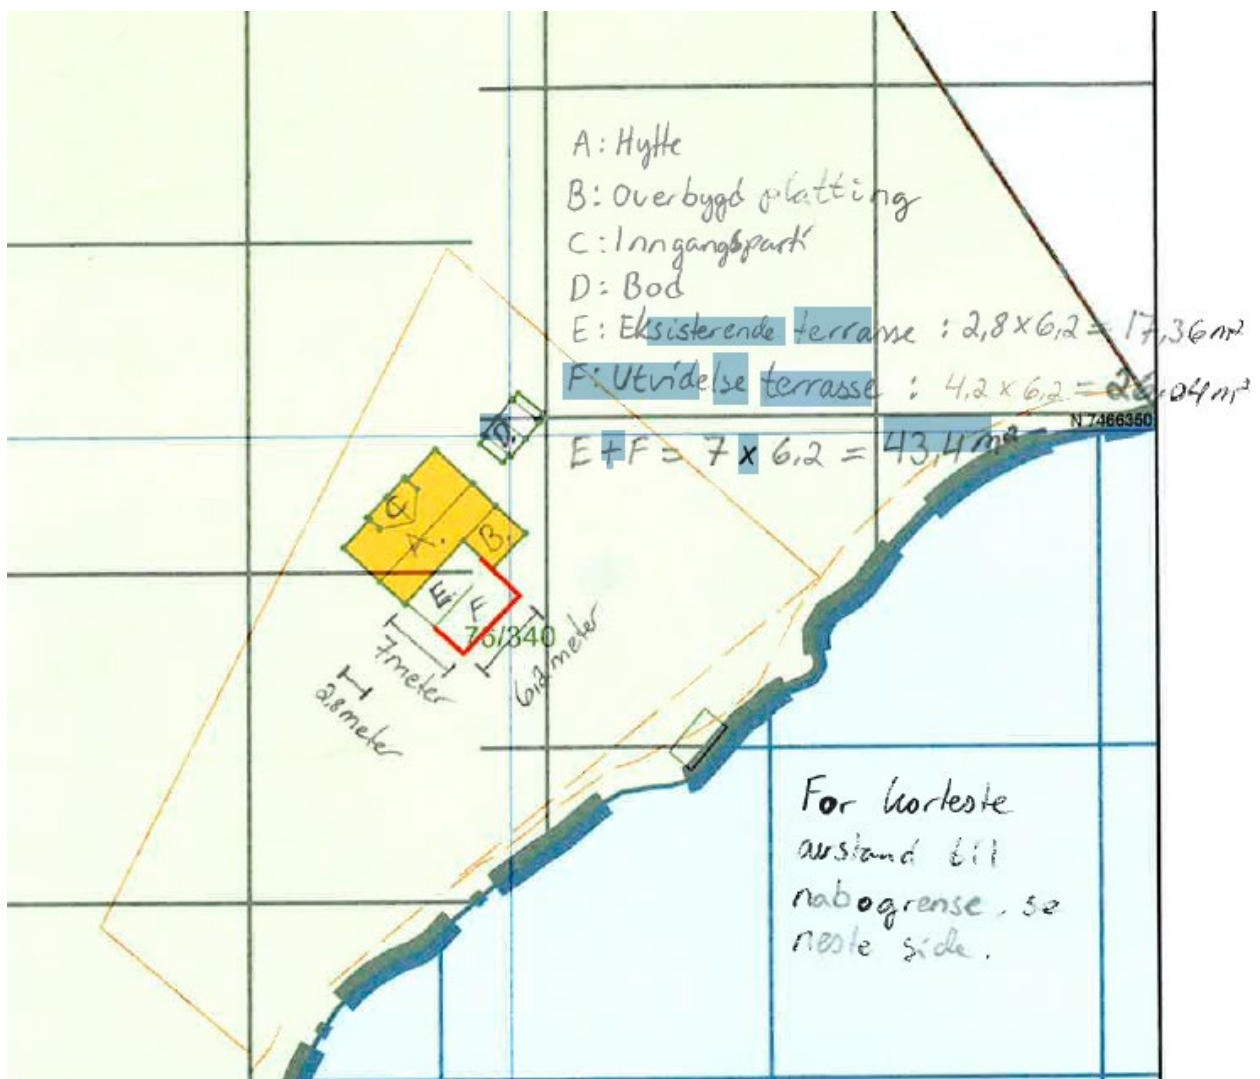 A: Hytte
B: Overbygd platting
C: Inngangsparti
D: Bod
E: Eksisterende terrasse : 2,8 x 6,2 = 17,36 m²
F: Utvidelse terrasse : 4,2 x 6,2 = 26,04 m²
N 7466350
E + F = 7 x 6,2 = 43,4 m²
D.
C
A.
B.
E.
F
76/340
7 meter
6,2 meter
2,8 meter
For korteste
avstand til
nabogrense, se
neste side.